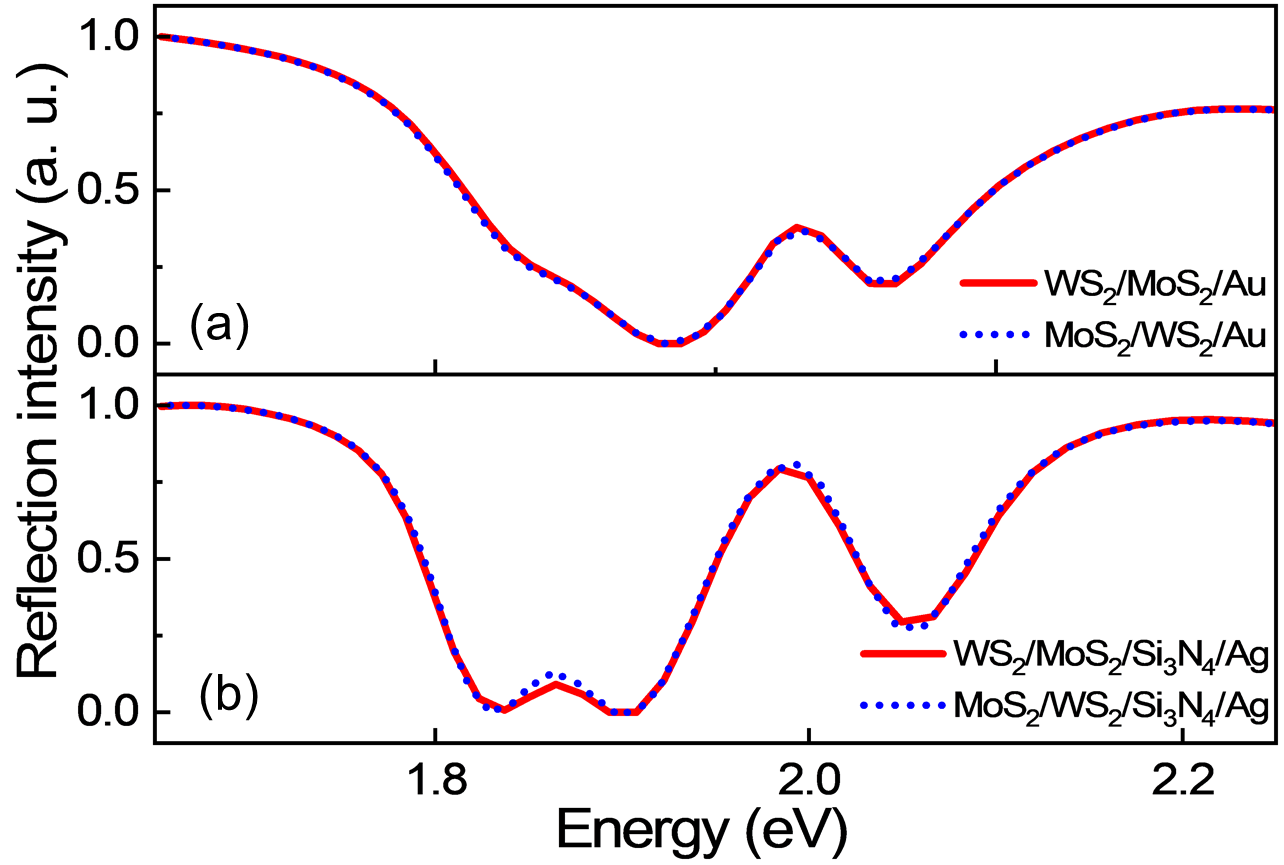 Reflection intensity (a. u.)
1.0
0.5
0.0
(a)
WS₂/MoS₂/Au
MoS₂/WS₂/Au
1.0
0.5
0.0
(b)
WS₂/MoS₂/Si₃N₄/Ag
MoS₂/WS₂/Si₃N₄/Ag
1.8 2.0 2.2
Energy (eV)